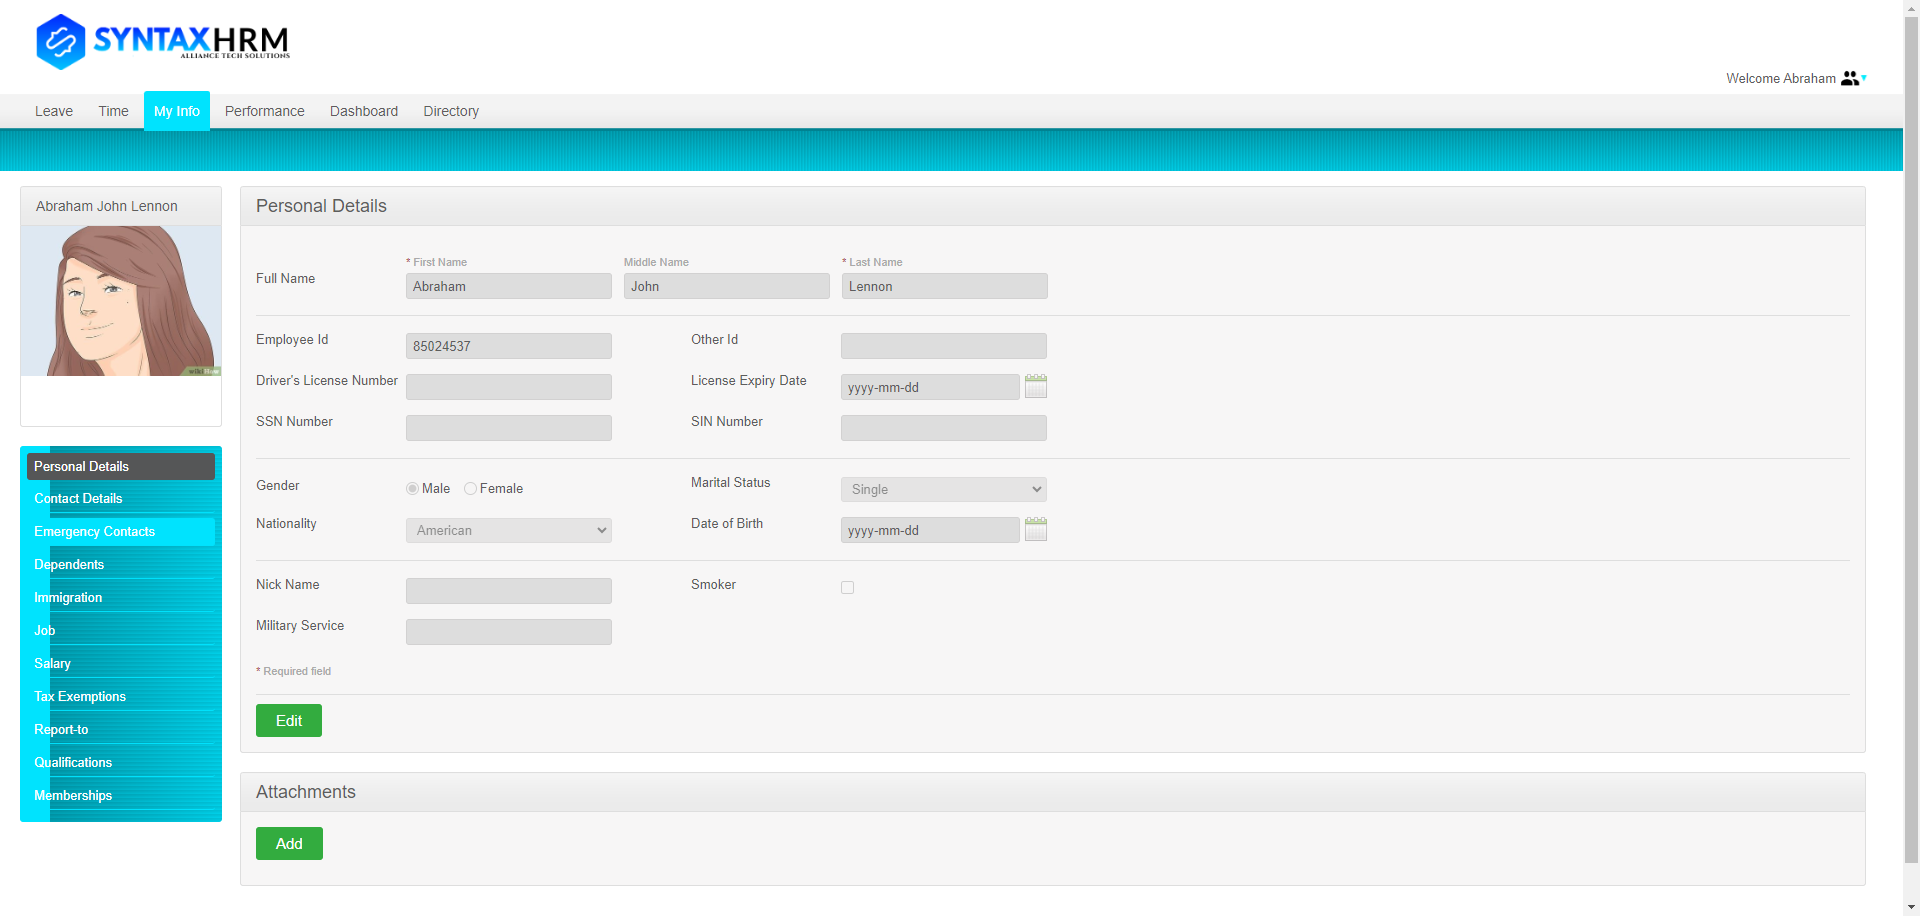 SYNTAXHRM
ALLIANCE TECH SOLUTIONS
Welcome Abraham
Leave Time My Info Performance Dashboard Directory
Abraham John Lennon
wikiHow
Personal Details
Contact Details
Emergency Contacts
Dependents
Immigration
Job
Salary
Tax Exemptions
Report-to
Qualifications
Memberships
Personal Details
* First Name Middle Name * Last Name
Full Name Abraham John Lennon
Employee Id 85024537 Other Id
Driver's License Number License Expiry Date yyyy-mm-dd
SSN Number SIN Number
Gender Male Female Marital Status Single
Nationality American Date of Birth yyyy-mm-dd
Nick Name Smoker
Military Service
* Required field
Edit
Attachments
Add